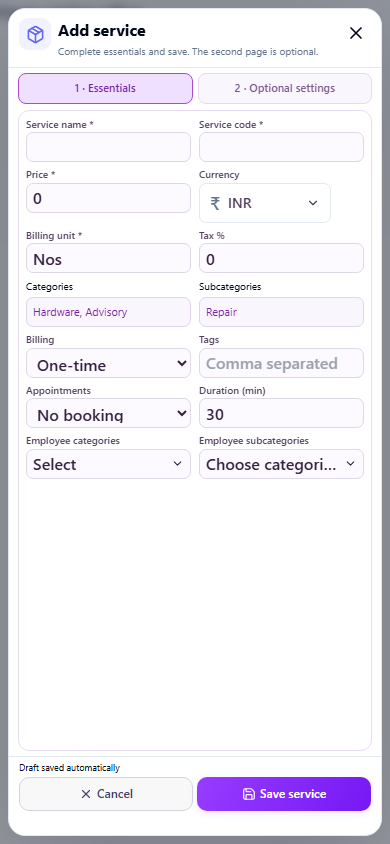 Add service
Complete essentials and save. The second page is optional.
1 · Essentials
2 · Optional settings
Service name *
Service code *
Price *
Currency
0
₹ INR
Billing unit *
Tax %
Nos
0
Categories
Subcategories
Hardware, Advisory
Repair
Billing
Tags
One-time
Comma separated
Appointments
Duration (min)
No booking
30
Employee categories
Employee subcategories
Select
Choose categori...
Draft saved automatically
Cancel
Save service